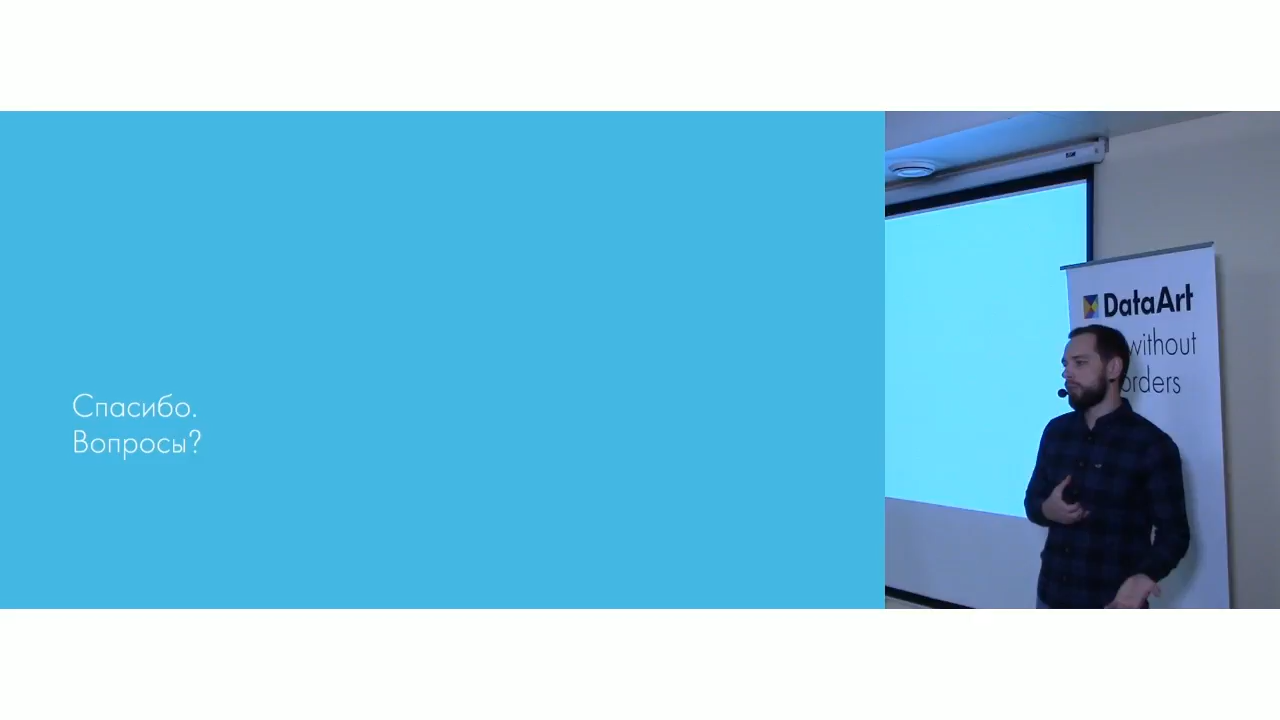 Спасибо.
Вопросы?
DataArt
without
orders